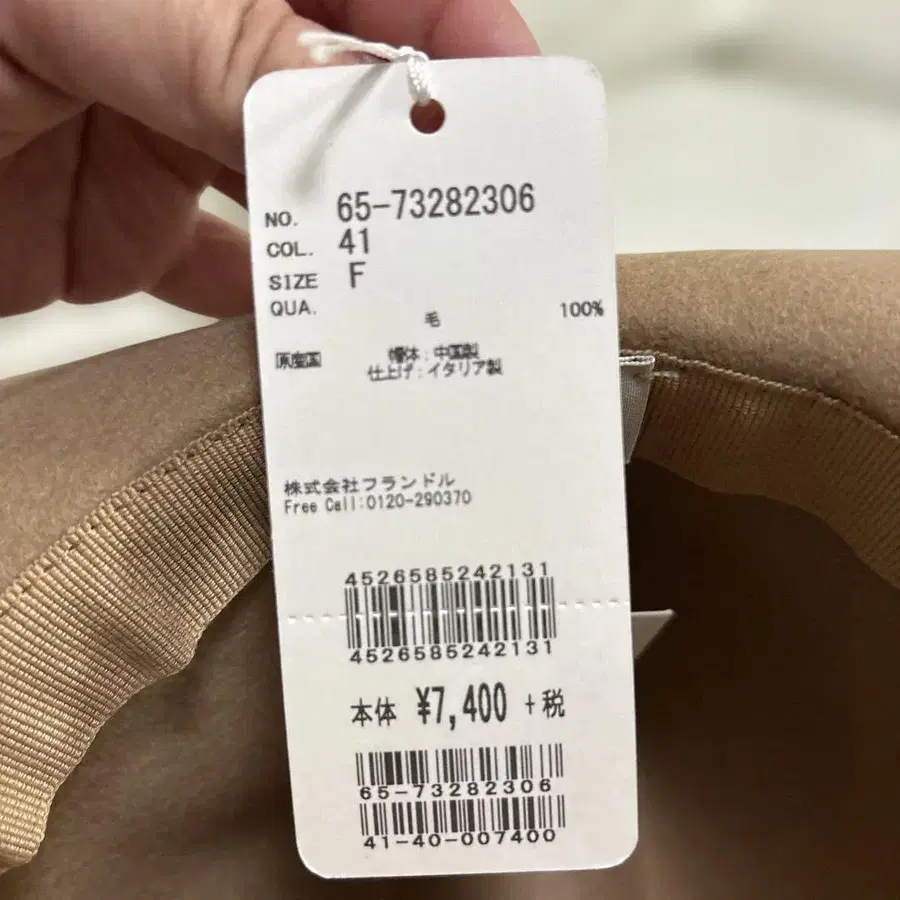 NO. 65-73282306
COL. 41
SIZE F
QUA.
毛 100%
原産国 帽体:中国製
仕上げ:イタリア製
株式会社フランドル
Free Call:0120-290370
4526585242131
4526585242131
本体 ¥7,400 +税
65-73282306
41-40-007400